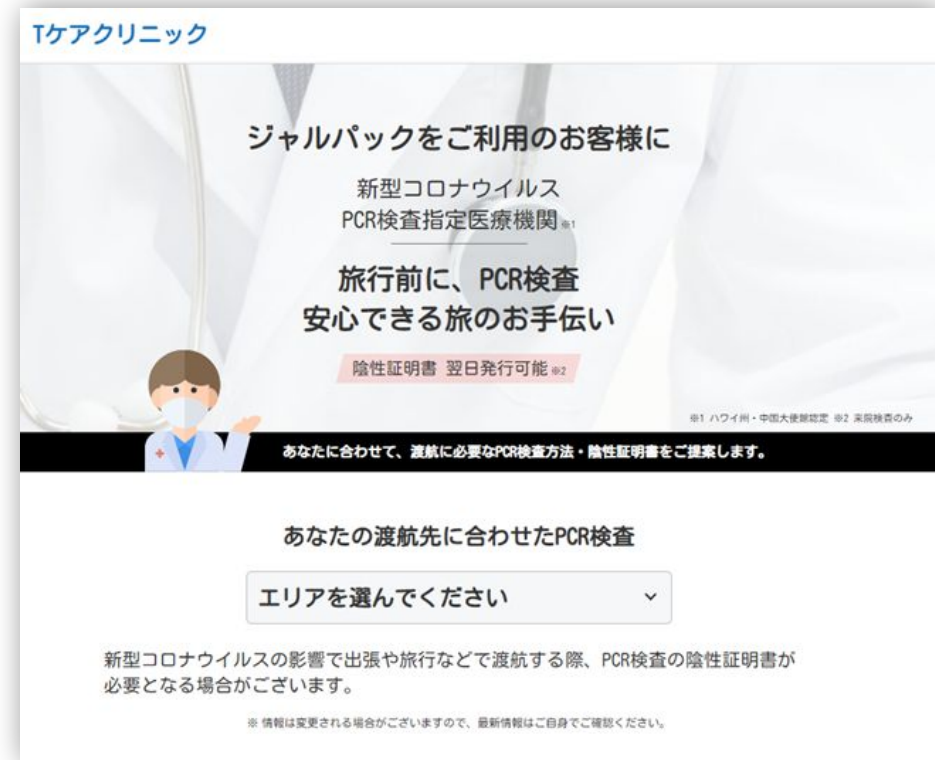 Tケアクリニック
ジャルパックをご利用のお客様に
新型コロナウイルス
PCR検査指定医療機関※1
旅行前に、PCR検査
安心できる旅のお手伝い
陰性証明書 翌日発行可能※2
※1 ハワイ州・中国大使館認定 ※2 来院検査のみ
あなたに合わせて、渡航に必要なPCR検査方法・陰性証明書をご提案します。
あなたの渡航先に合わせたPCR検査
エリアを選んでください
新型コロナウイルスの影響で出張や旅行などで渡航する際、PCR検査の陰性証明書が
必要となる場合がございます。
※ 情報は変更される場合がございますので、最新情報はご自身でご確認ください。